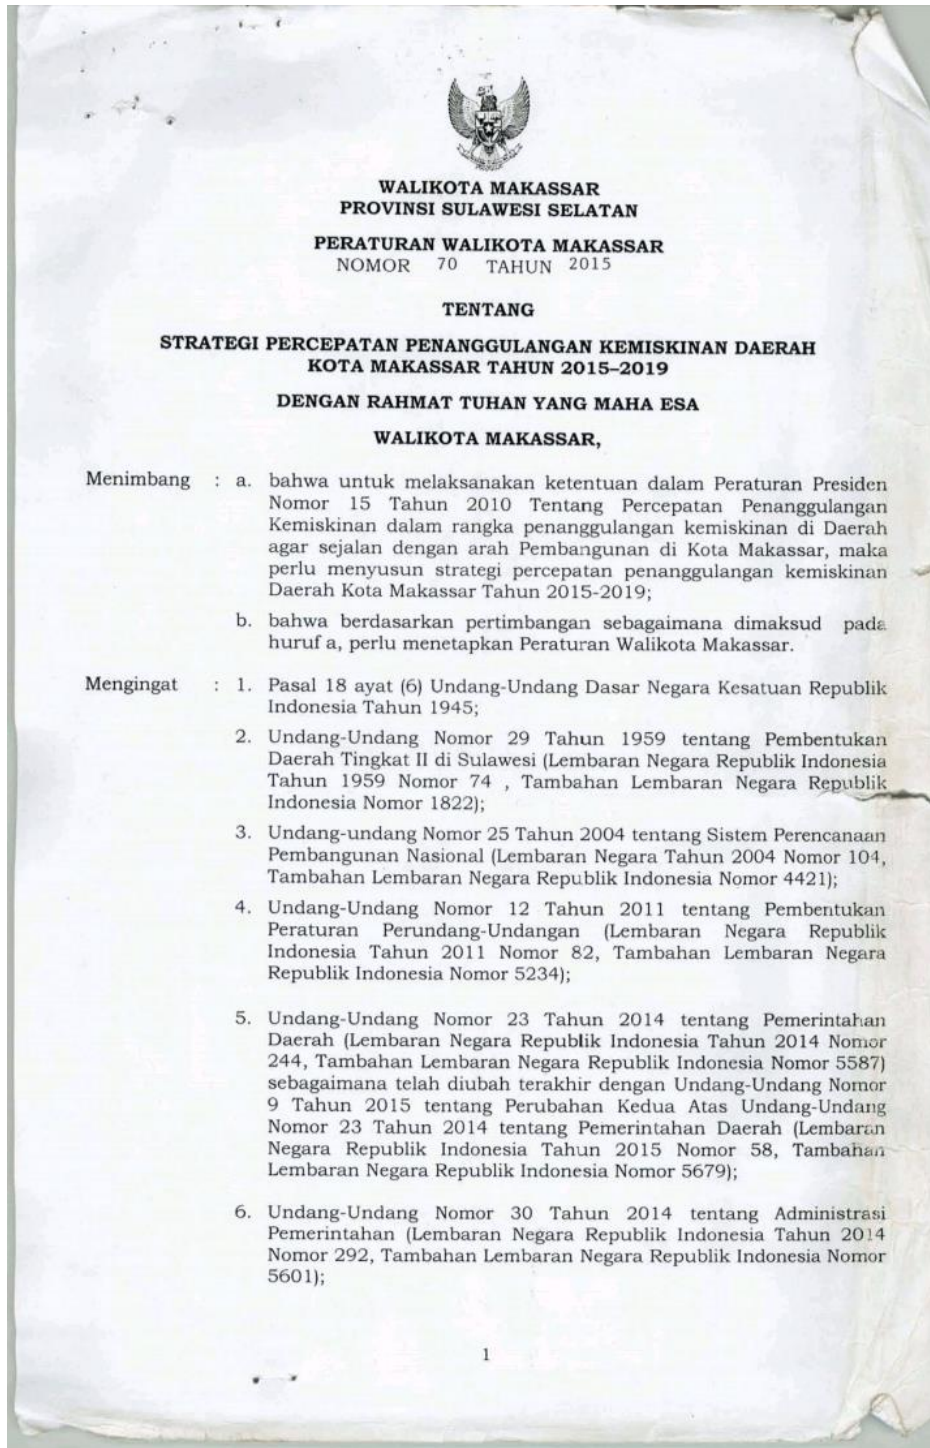 WALIKOTA MAKASSAR
PROVINSI SULAWESI SELATAN
PERATURAN WALIKOTA MAKASSAR
NOMOR 70 TAHUN 2015
TENTANG
STRATEGI PERCEPATAN PENANGGULANGAN KEMISKINAN DAERAH
KOTA MAKASSAR TAHUN 2015–2019
DENGAN RAHMAT TUHAN YANG MAHA ESA
WALIKOTA MAKASSAR,
Menimbang : a. bahwa untuk melaksanakan ketentuan dalam Peraturan Presiden
Nomor 15 Tahun 2010 Tentang Percepatan Penanggulangan
Kemiskinan dalam rangka penanggulangan kemiskinan di Daerah
agar sejalan dengan arah Pembangunan di Kota Makassar, maka
perlu menyusun strategi percepatan penanggulangan kemiskinan
Daerah Kota Makassar Tahun 2015-2019;
b. bahwa berdasarkan pertimbangan sebagaimana dimaksud pada
huruf a, perlu menetapkan Peraturan Walikota Makassar.
Mengingat : 1. Pasal 18 ayat (6) Undang-Undang Dasar Negara Kesatuan Republik
Indonesia Tahun 1945;
2. Undang-Undang Nomor 29 Tahun 1959 tentang Pembentukan
Daerah Tingkat II di Sulawesi (Lembaran Negara Republik Indonesia
Tahun 1959 Nomor 74 , Tambahan Lembaran Negara Republik
Indonesia Nomor 1822);
3. Undang-undang Nomor 25 Tahun 2004 tentang Sistem Perencanaan
Pembangunan Nasional (Lembaran Negara Tahun 2004 Nomor 104,
Tambahan Lembaran Negara Republik Indonesia Nomor 4421);
4. Undang-Undang Nomor 12 Tahun 2011 tentang Pembentukan
Peraturan Perundang-Undangan (Lembaran Negara Republik
Indonesia Tahun 2011 Nomor 82, Tambahan Lembaran Negara
Republik Indonesia Nomor 5234);
5. Undang-Undang Nomor 23 Tahun 2014 tentang Pemerintahan
Daerah (Lembaran Negara Republik Indonesia Tahun 2014 Nomor
244, Tambahan Lembaran Negara Republik Indonesia Nomor 5587)
sebagaimana telah diubah terakhir dengan Undang-Undang Nomor
9 Tahun 2015 tentang Perubahan Kedua Atas Undang-Undang
Nomor 23 Tahun 2014 tentang Pemerintahan Daerah (Lembaran
Negara Republik Indonesia Tahun 2015 Nomor 58, Tambahan
Lembaran Negara Republik Indonesia Nomor 5679);
6. Undang-Undang Nomor 30 Tahun 2014 tentang Administrasi
Pemerintahan (Lembaran Negara Republik Indonesia Tahun 2014
Nomor 292, Tambahan Lembaran Negara Republik Indonesia Nomor
5601);
1